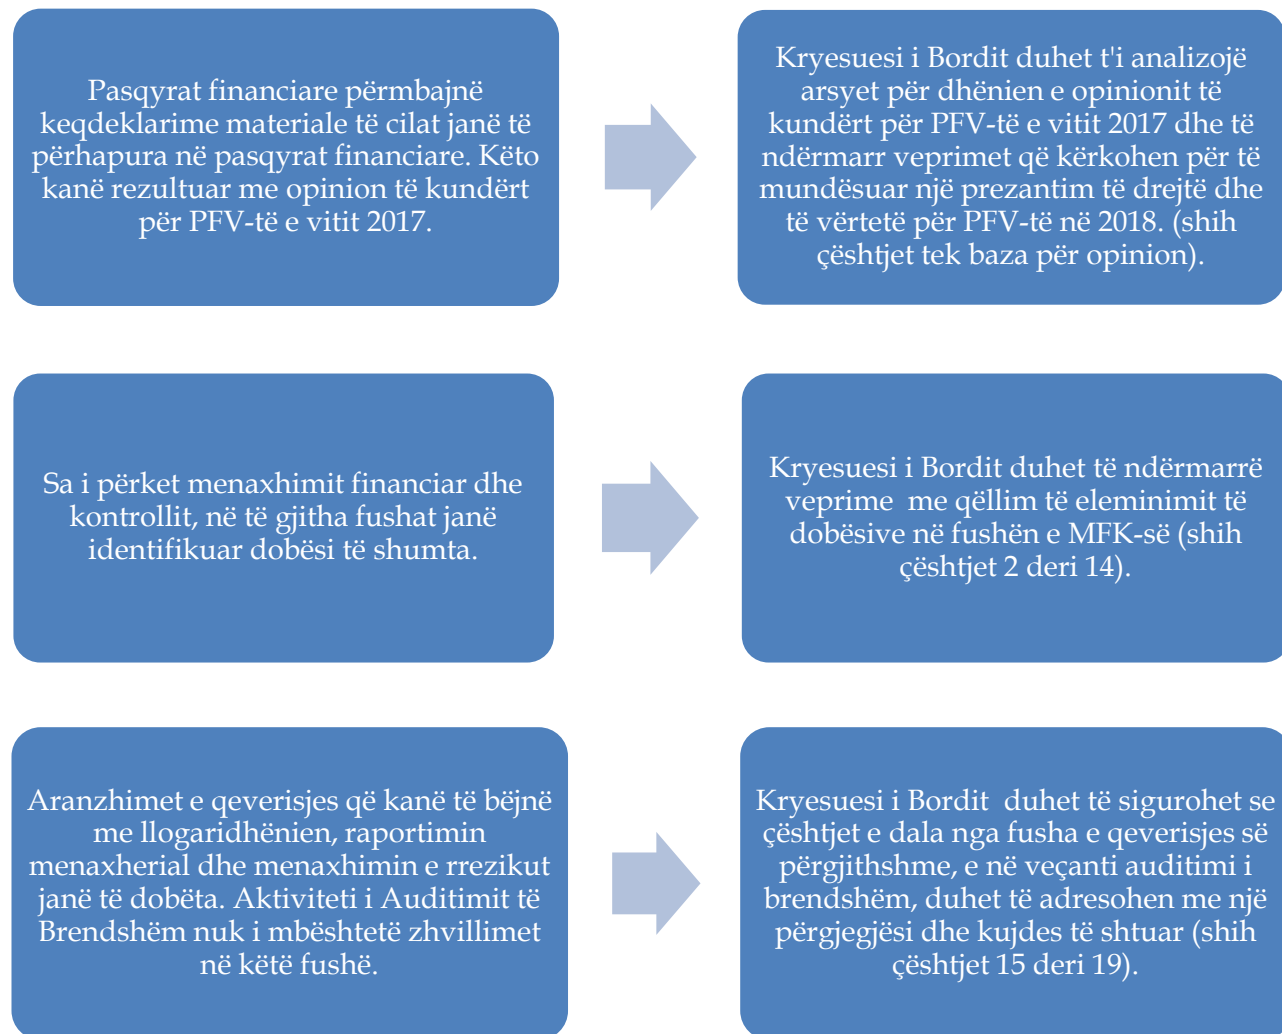 Pasqyrat financiare përmbajnë
keqdeklarime materiale të cilat janë të
përhapura në pasqyrat financiare. Këto
kanë rezultuar me opinion të kundërt
për PFV-të e vitit 2017.
Kryesuesi i Bordit duhet t'i analizojë
arsyet për dhënien e opinionit të
kundërt për PFV-të e vitit 2017 dhe të
ndërmarr veprimet që kërkohen për të
mundësuar një prezantim të drejtë dhe
të vërtetë për PFV-të në 2018. (shih
çështjet tek baza për opinion).
Sa i përket menaxhimit financiar dhe
kontrollit, në të gjitha fushat janë
identifikuar dobësi të shumta.
Kryesuesi i Bordit duhet të ndërmarrë
veprime me qëllim të eleminimit të
dobësive në fushën e MFK-së (shih
çështjet 2 deri 14).
Aranzhimet e qeverisjes që kanë të bëjnë
me llogaridhënien, raportimin
menaxherial dhe menaxhimin e rrezikut
janë të dobëta. Aktiviteti i Auditimit të
Brendshëm nuk i mbështetë zhvillimet
në këtë fushë.
Kryesuesi i Bordit duhet të sigurohet se
çështjet e dala nga fusha e qeverisjes së
përgjithshme, e në veçanti auditimi i
brendshëm, duhet të adresohen me një
përgjegjësi dhe kujdes të shtuar (shih
çështjet 15 deri 19).